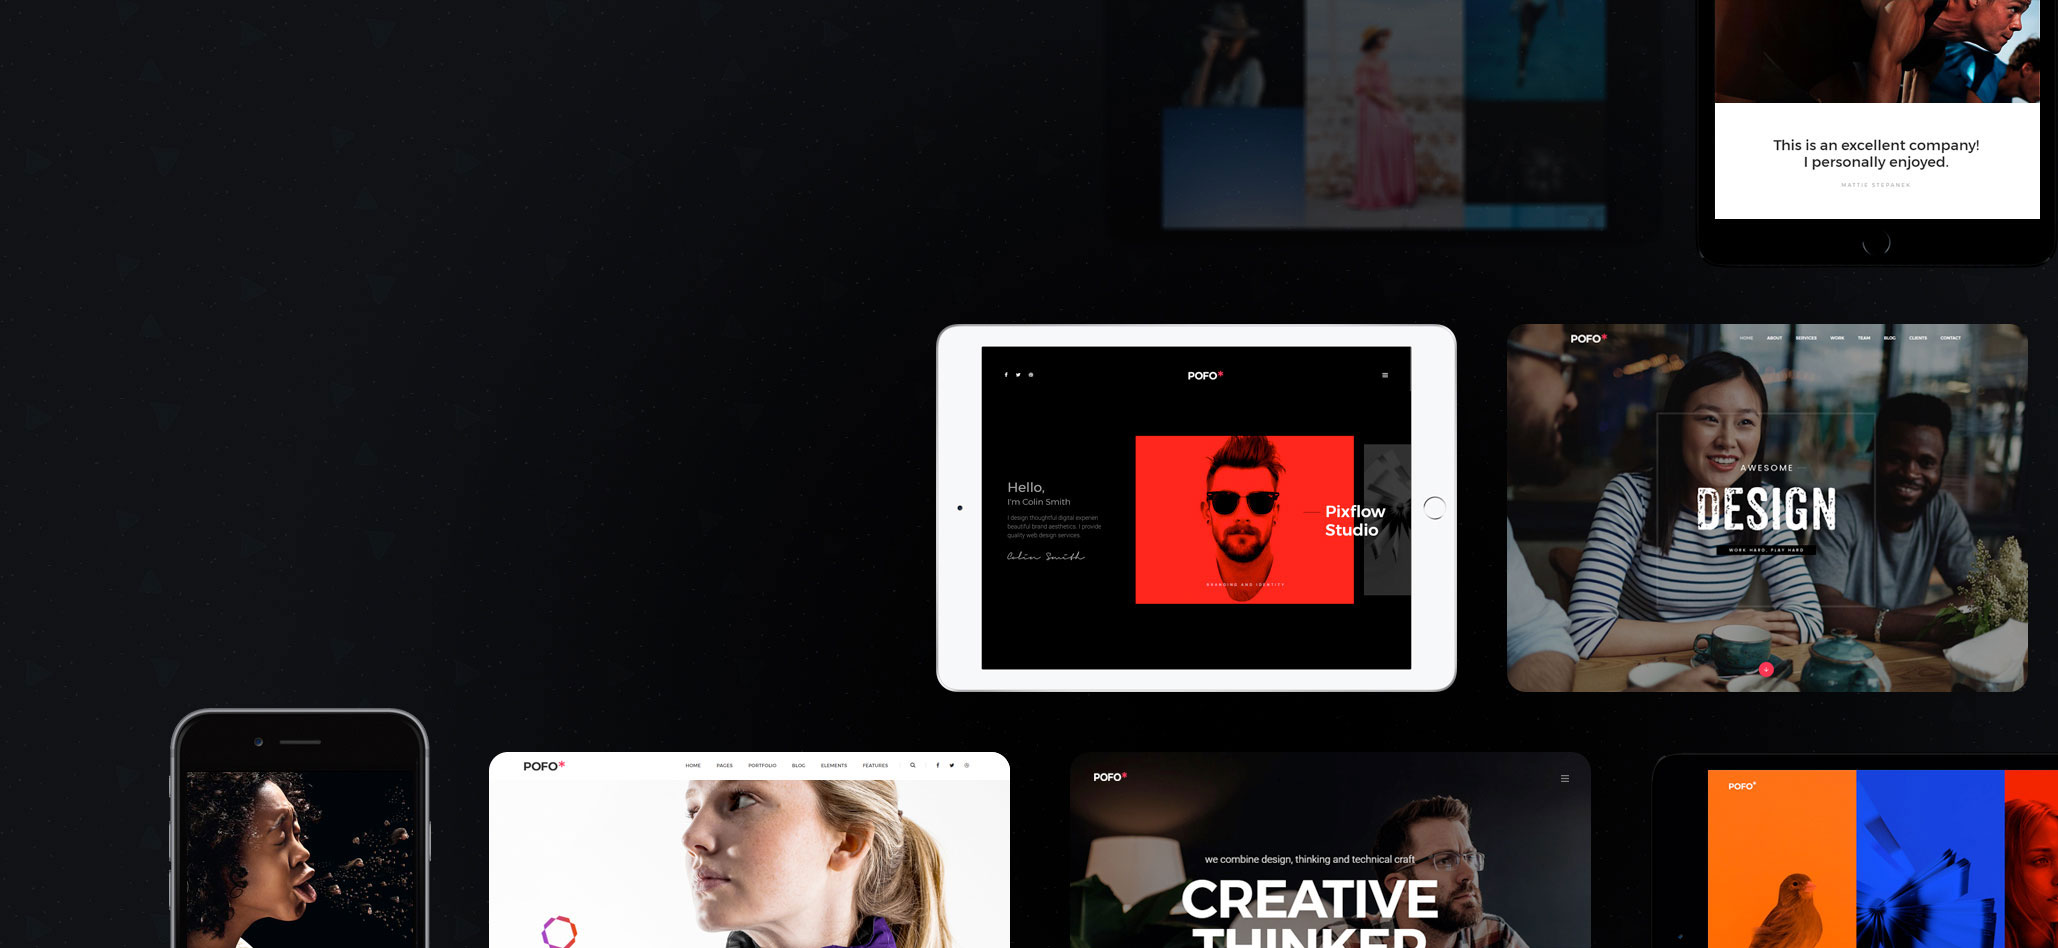 This is an excellent company!
I personally enjoyed.
MATTIE STEPANEK
POFO*
Hello,
I'm Colin Smith
I design thoughtful digital experien
beautiful brand aesthetics. I provide
quality web design services.
Colin Smith
Pixflow
Studio
BRANDING AND IDENTITY
POFO*
HOME ABOUT SERVICES WORK TEAM BLOG CLIENTS CONTACT
AWESOME
DESIGN
WORK HARD, PLAY HARD
POFO*
HOME PAGES PORTFOLIO BLOG ELEMENTS FEATURES
POFO*
we combine design, thinking and technical craft
CREATIVE
THINKER
POFO*